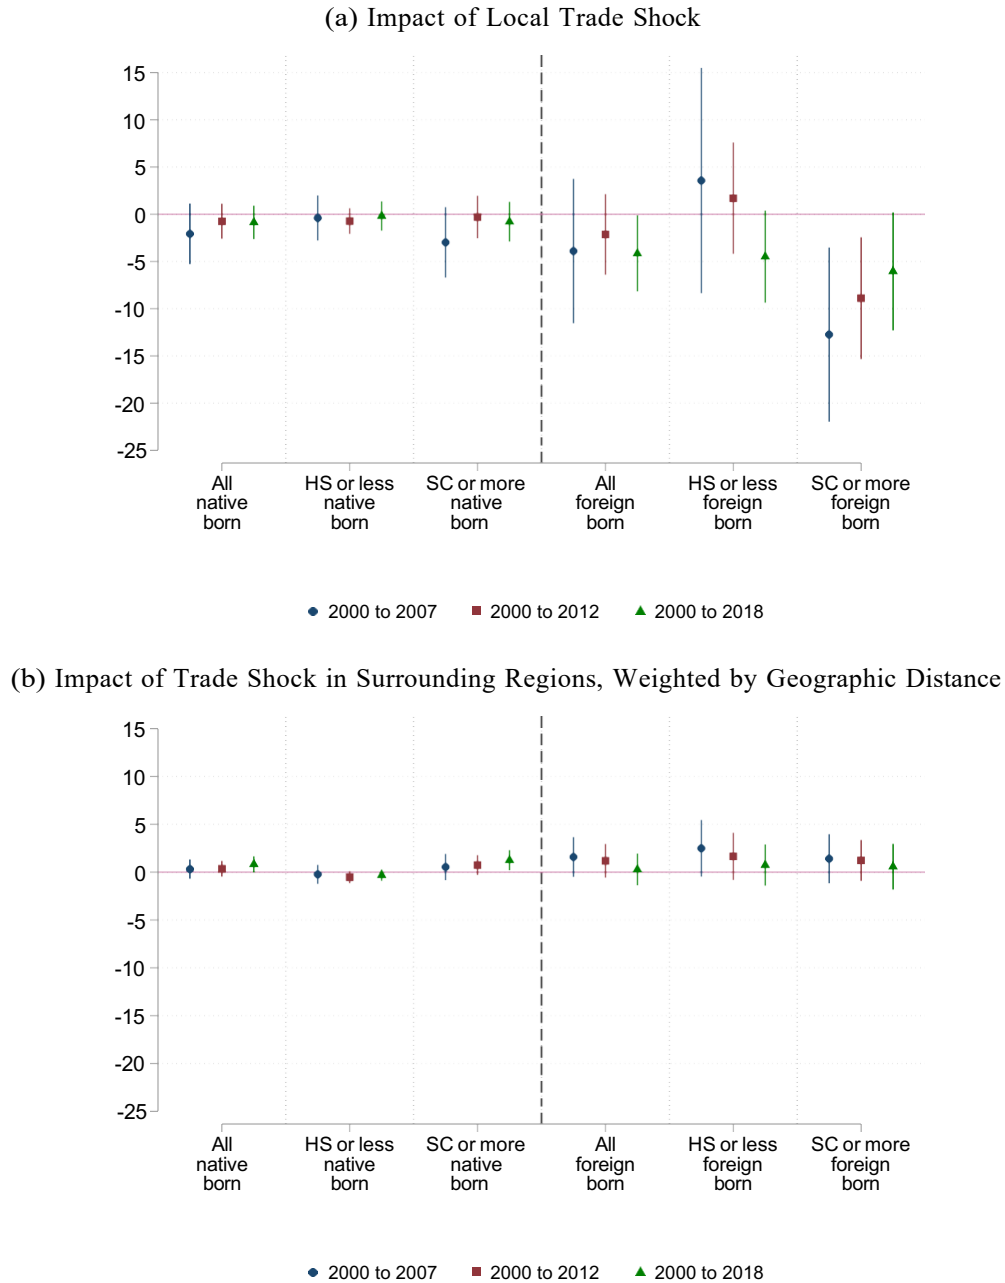 (a) Impact of Local Trade Shock
15
10
5
0
-5
-10
-15
-20
-25
All native born
HS or less native born
SC or more native born
All foreign born
HS or less foreign born
SC or more foreign born
2000 to 2007 2000 to 2012 2000 to 2018
(b) Impact of Trade Shock in Surrounding Regions, Weighted by Geographic Distance
15
10
5
0
-5
-10
-15
-20
-25
All native born
HS or less native born
SC or more native born
All foreign born
HS or less foreign born
SC or more foreign born
2000 to 2007 2000 to 2012 2000 to 2018